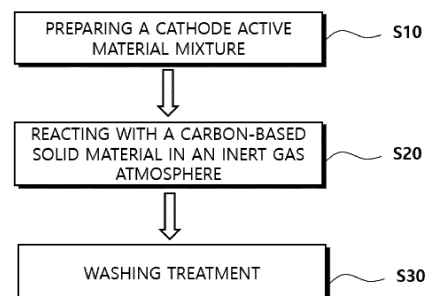 PREPARING A CATHODE ACTIVE
MATERIAL MIXTURE
S10
REACTING WITH A CARBON-BASED
SOLID MATERIAL IN AN INERT GAS
ATMOSPHERE
S20
WASHING TREATMENT
S30